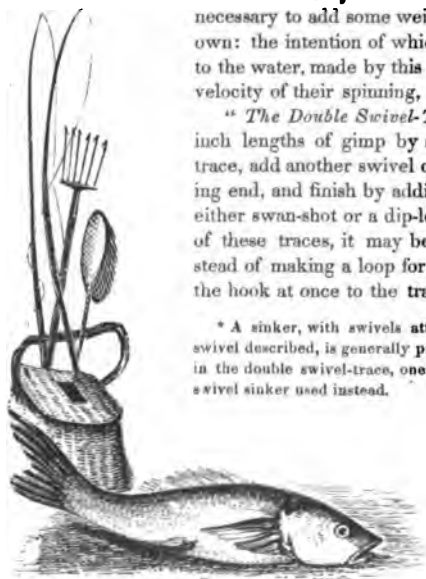 necessary to add some wei
own: the intention of whic
to the water, made by this
velocity of their spinning,
“ The Double Swivel-T
inch lengths of gimp by
trace, add another swivel o
ing end, and finish by addi
either swan-shot or a dip-le
of these traces, it may be
stead of making a loop for
the hook at once to the tra
* A sinker, with swivels att
swivel described, is generally p
in the double swivel-trace, one
swivel sinker used instead.